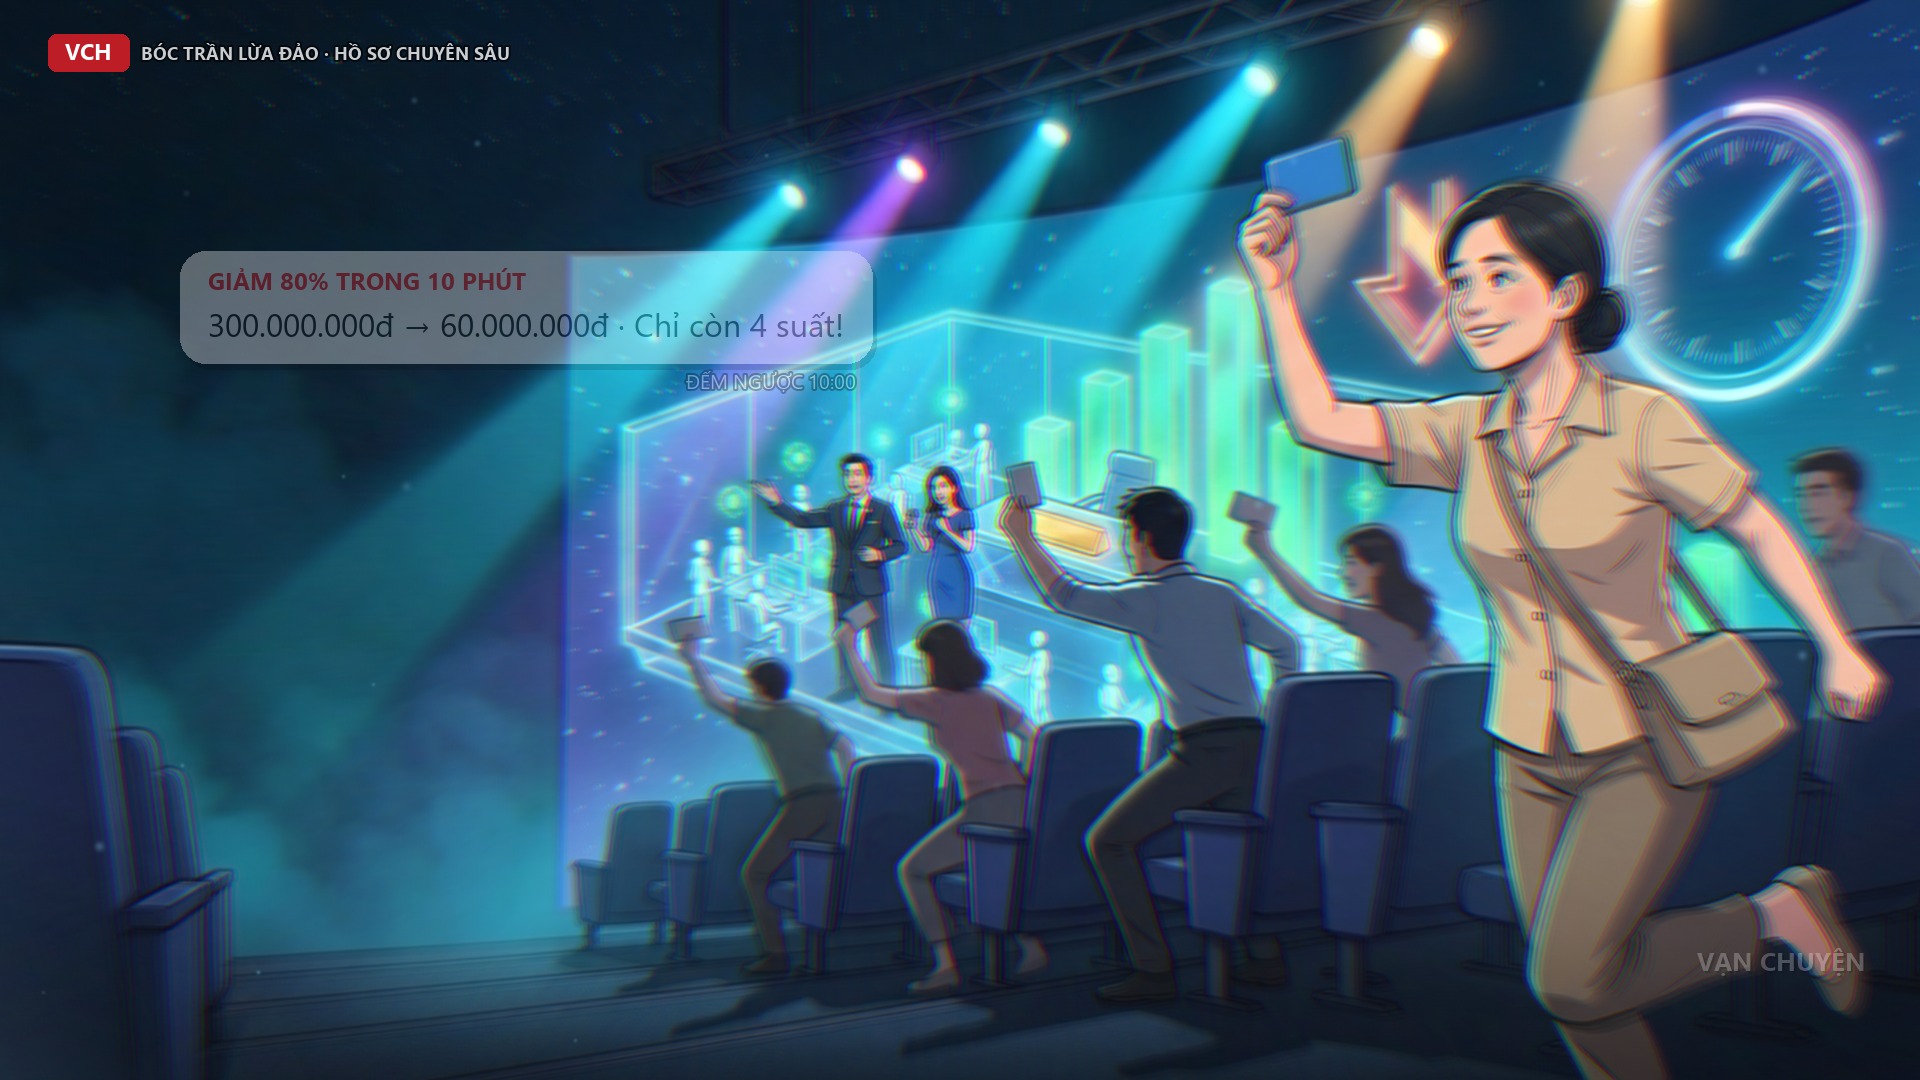 VCH BÓC TRẦN LỪA ĐẢO · HỒ SƠ CHUYÊN SÂU
GIẢM 80% TRONG 10 PHÚT
300.000.000đ → 60.000.000đ · Chỉ còn 4 suất!
ĐẾM NGƯỢC 10:00
VẠN CHUYỆN